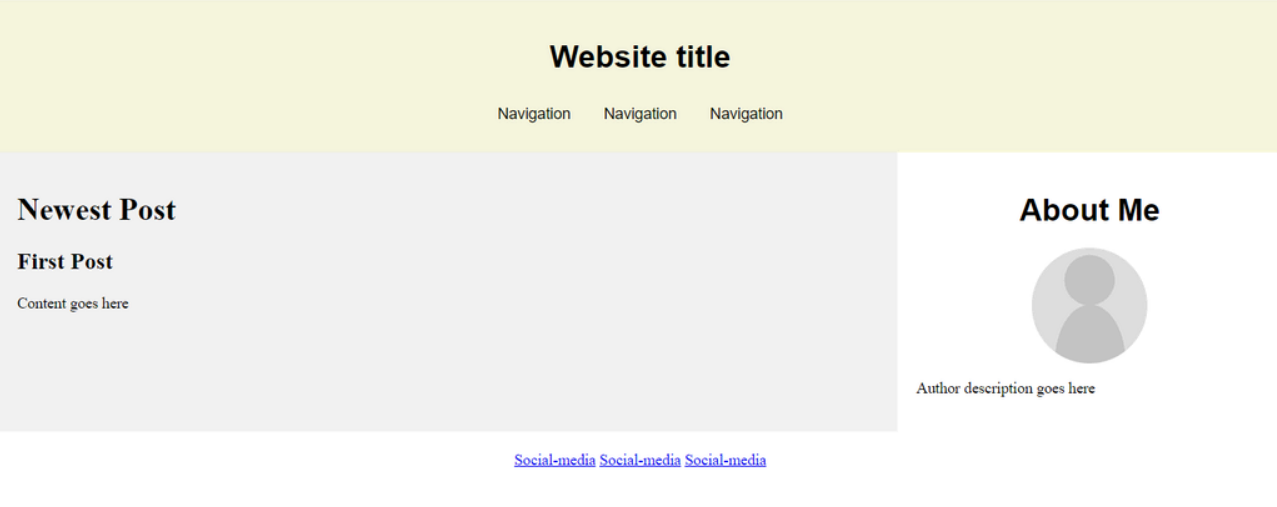 Website title
Navigation Navigation Navigation
Newest Post
First Post
Content goes here
About Me
Author description goes here
Social-media Social-media Social-media